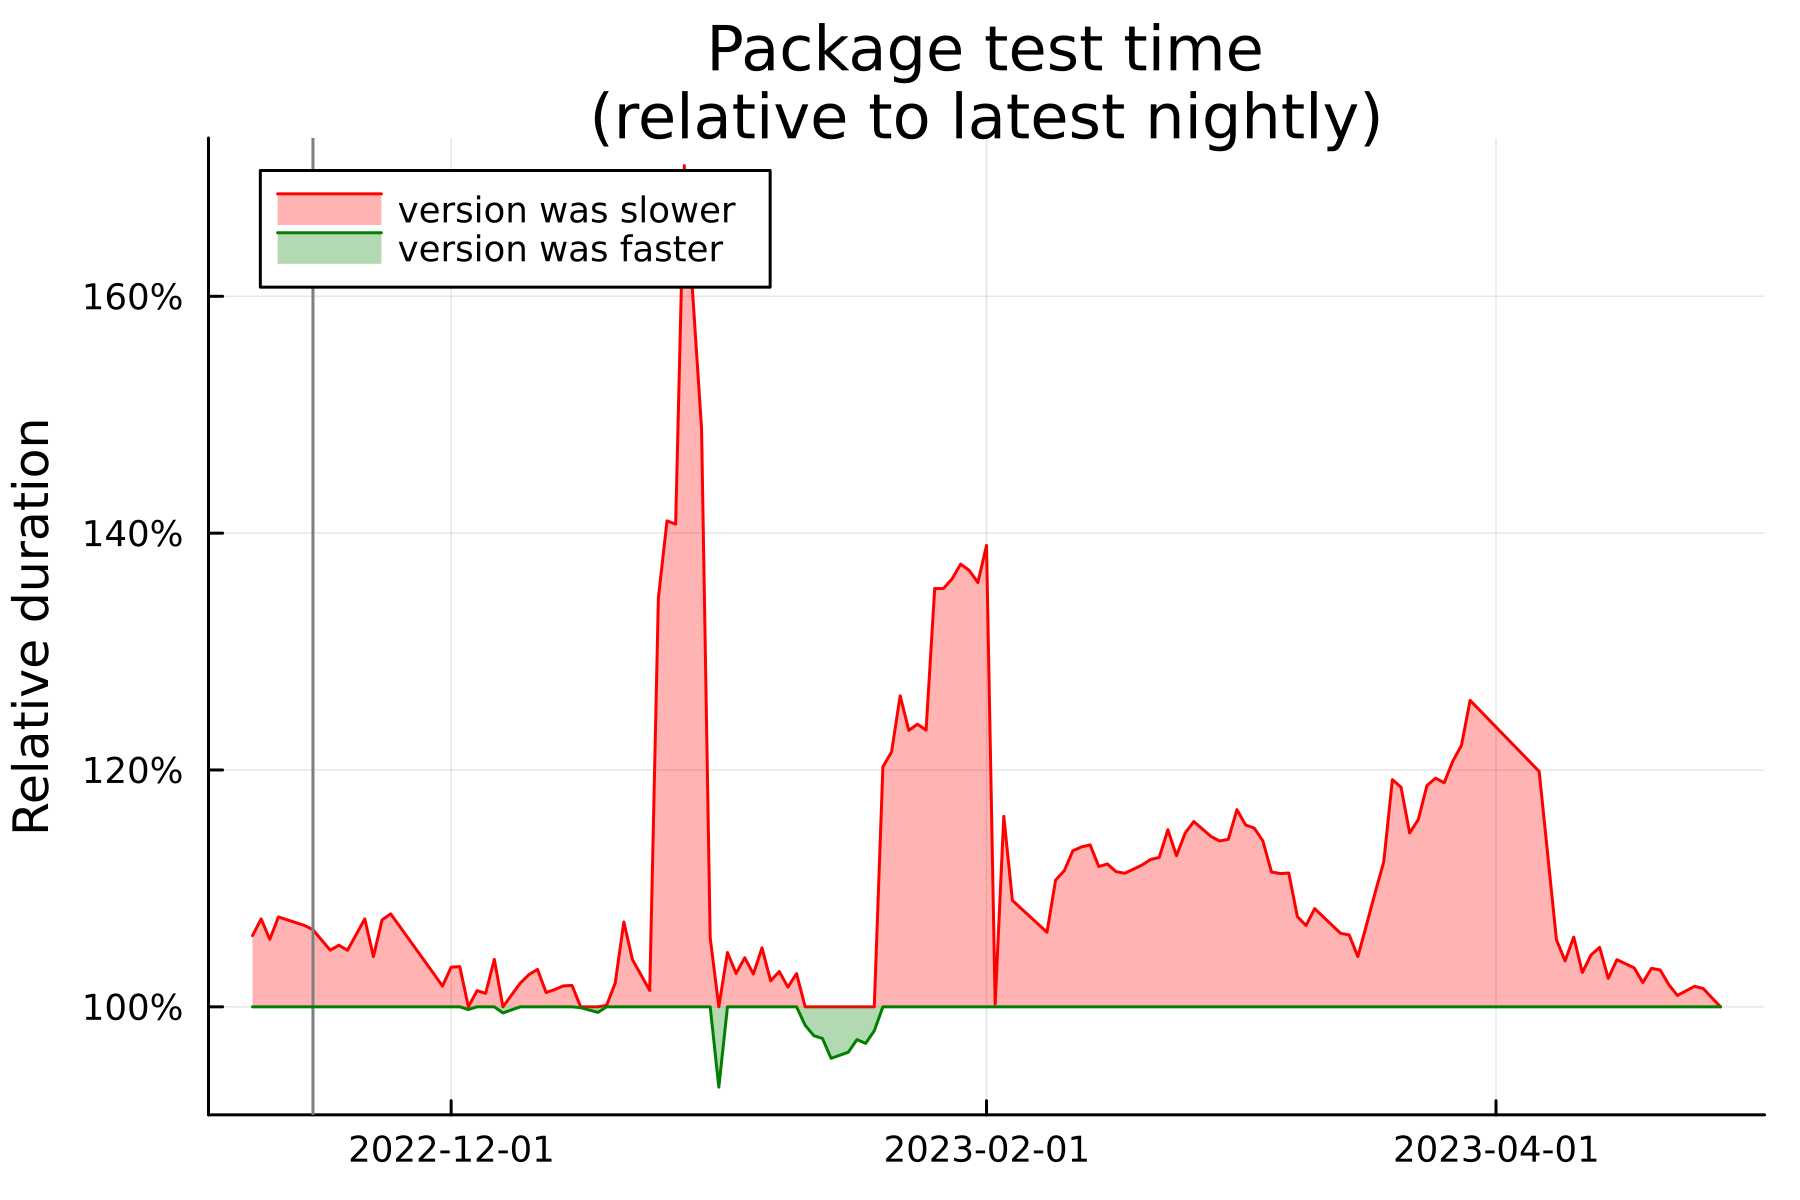 Package test time
(relative to latest nightly)
version was slower
version was faster
Relative duration
160%
140%
120%
100%
2022-12-01
2023-02-01
2023-04-01